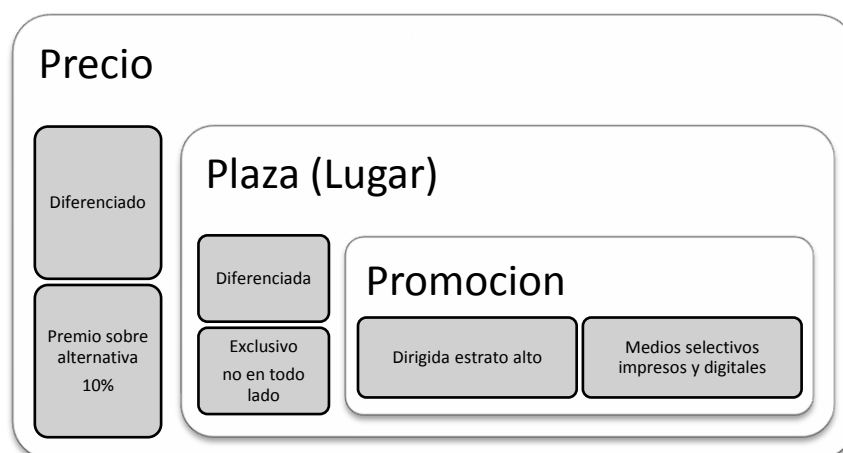 Precio
Diferenciado
Premio sobre
alternativa
10%
Plaza (Lugar)
Diferenciada
Exclusivo
no en todo
lado
Promocion
Dirigida estrato alto
Medios selectivos
impresos y digitales